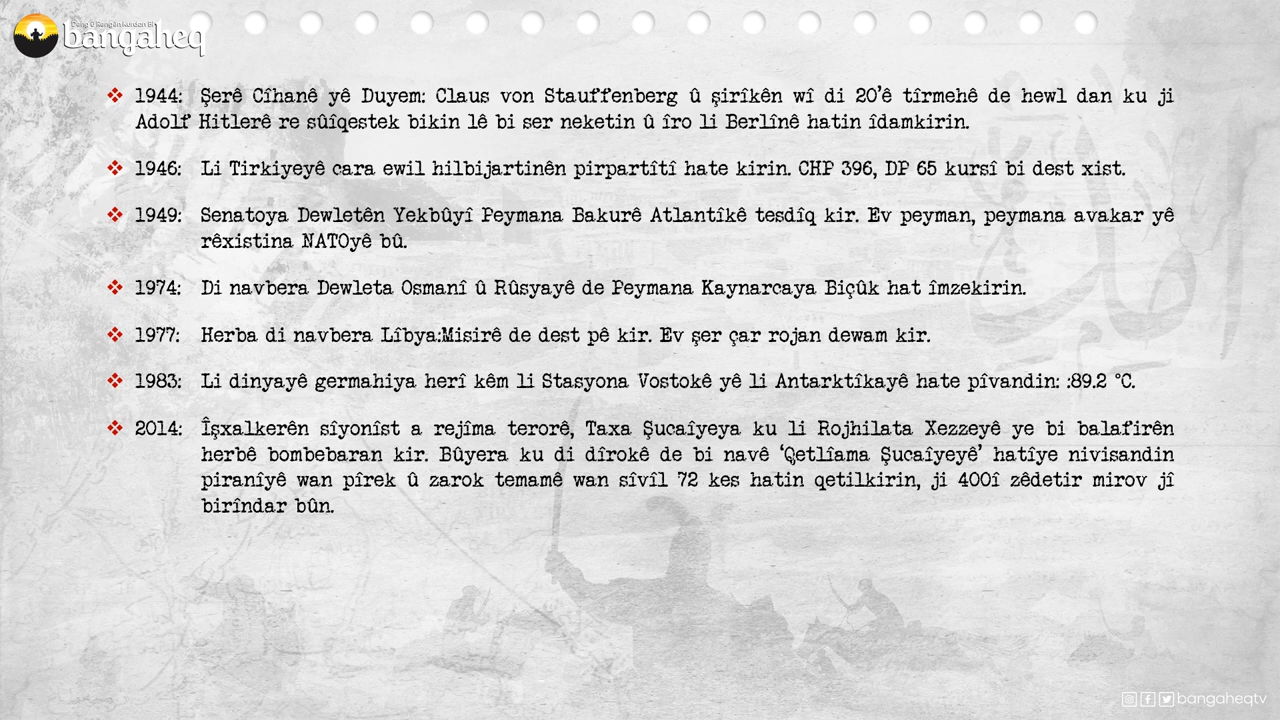 Deng û Rengên Kurdan Bi
bangaheq
❖ 1944: Şerê Cîhanê yê Duyem: Claus von Stauffenberg û şirîkên wî di 20’ê tîrmehê de hewl dan ku ji
Adolf Hitlerê re sûîqestek bikin lê bi ser neketin û îro li Berlînê hatin îdamkirin.
❖ 1946: Li Tirkiyeyê cara ewil hilbijartinên pirpartîtî hate kirin. CHP 396, DP 65 kursî bi dest xist.
❖ 1949: Senatoya Dewletên Yekbûyî Peymana Bakurê Atlantîkê tesdîq kir. Ev peyman, peymana avakar yê
rêxistina NATOyê bû.
❖ 1974: Di navbera Dewleta Osmanî û Rûsyayê de Peymana Kaynarcaya Biçûk hat îmzekirin.
❖ 1977: Herba di navbera Lîbya:Misirê de dest pê kir. Ev şer çar rojan dewam kir.
❖ 1983: Li dinyayê germahiya herî kêm li Stasyona Vostokê yê li Antarktîkayê hate pîvandin: :89.2 °C.
❖ 2014: Îşxalkerên sîyonîst a rejîma terorê, Taxa Şucaîyeya ku li Rojhilata Xezzeyê ye bi balafirên
herbê bombebaran kir. Bûyera ku di dîrokê de bi navê ‘Qetlîama Şucaîyeyê’ hatîye nivisandin
piranîyê wan pîrek û zarok temamê wan sîvîl 72 kes hatin qetilkirin, ji 400î zêdetir mirov jî
birîndar bûn.
bangaheqtv